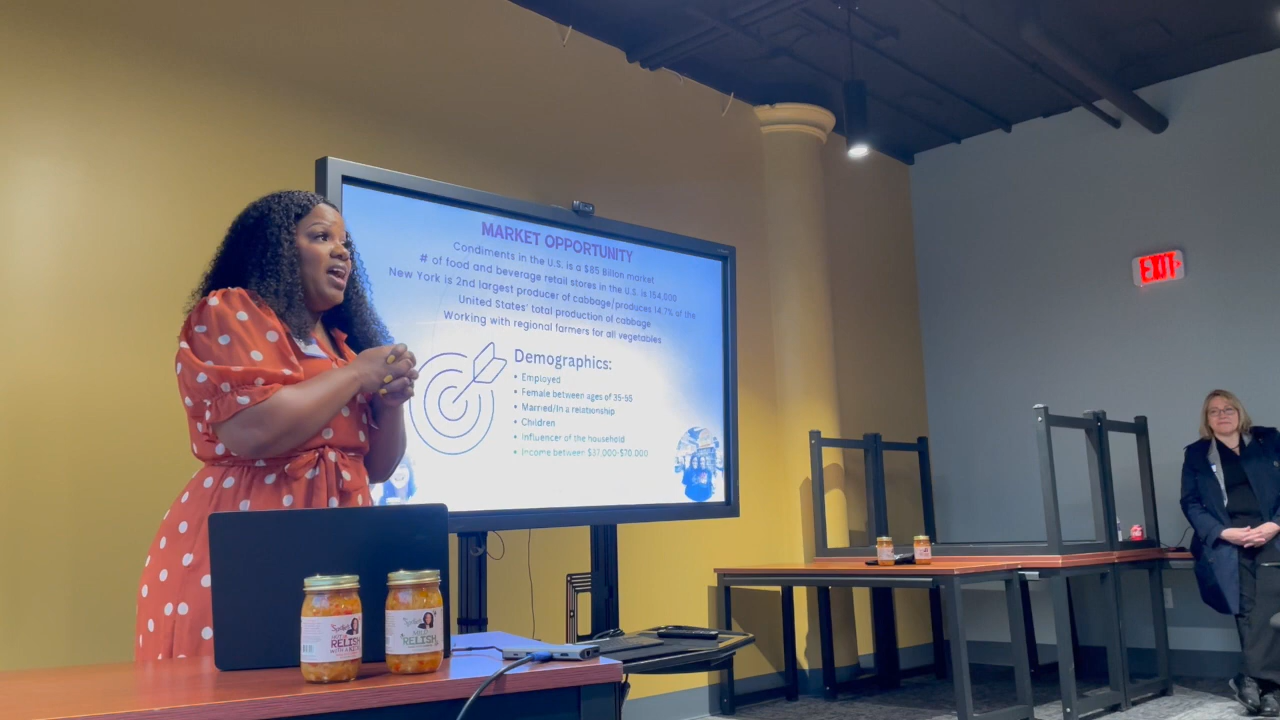 MARKET OPPORTUNITY
Condiments in the U.S. is a $85 Billion market
# of food and beverage retail stores in the U.S. is 154,000
New York is 2nd largest producer of cabbage/produces 14.7% of the
United States' total production of cabbage
Working with regional farmers for all vegetables
Demographics:
• Employed
• Female between ages of 35-55
• Married/In a relationship
• Children
• Influencer of the household
• Income between $37,000-$70,000
EXIT
RELISH
WITH A
MILD
RELISH